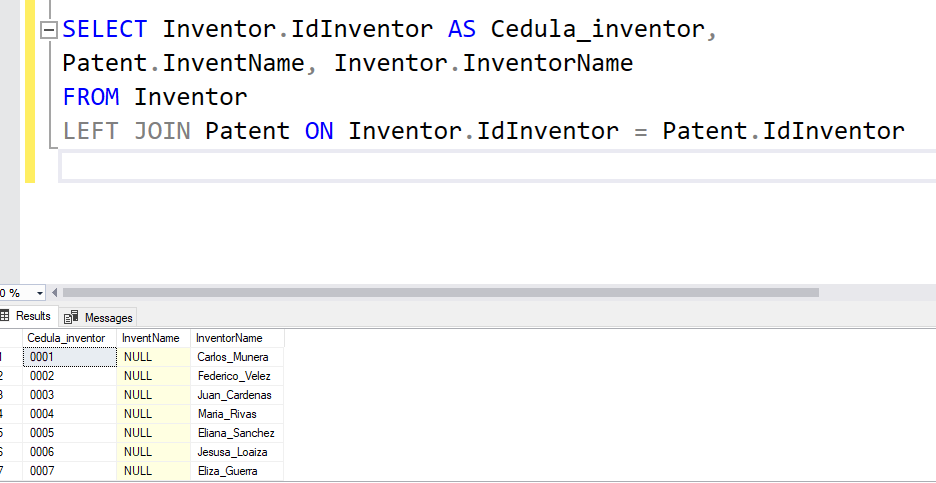 SELECT Inventor.IdInventor AS Cedula_inventor,
Patent.InventName, Inventor.InventorName
FROM Inventor
LEFT JOIN Patent ON Inventor.IdInventor = Patent.IdInventor
0 %
Results Messages
Cedula_inventor InventName InventorName
1 0001 NULL Carlos_Munera
2 0002 NULL Federico_Velez
3 0003 NULL Juan_Cardenas
4 0004 NULL Maria_Rivas
5 0005 NULL Eliana_Sanchez
6 0006 NULL Jesusa_Loaiza
7 0007 NULL Eliza_Guerra